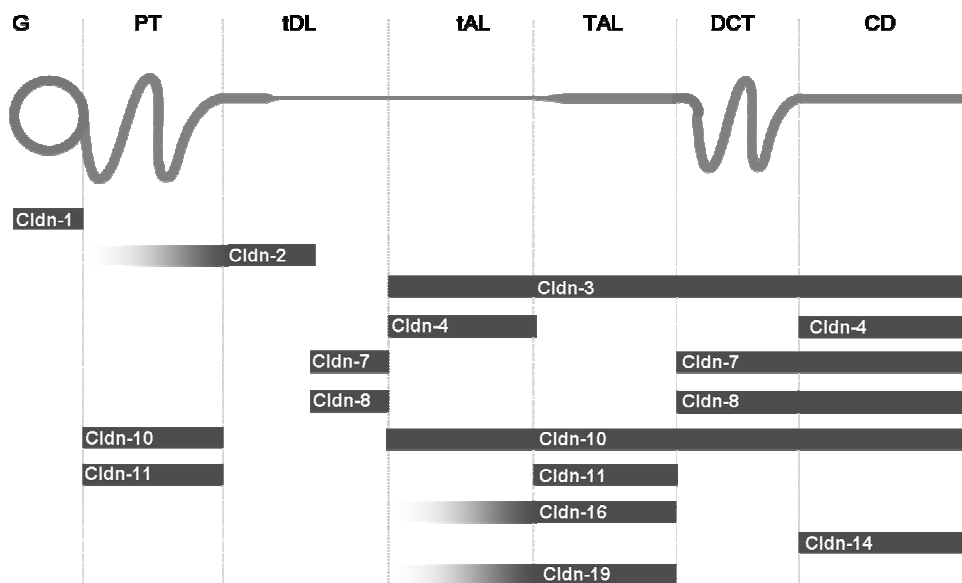 G PT tDL tAL TAL DCT CD
Cldn-1
Cldn-2
Cldn-3
Cldn-4 Cldn-4
Cldn-7 Cldn-7
Cldn-8 Cldn-8
Cldn-10 Cldn-10
Cldn-11 Cldn-11
Cldn-16
Cldn-14
Cldn-19